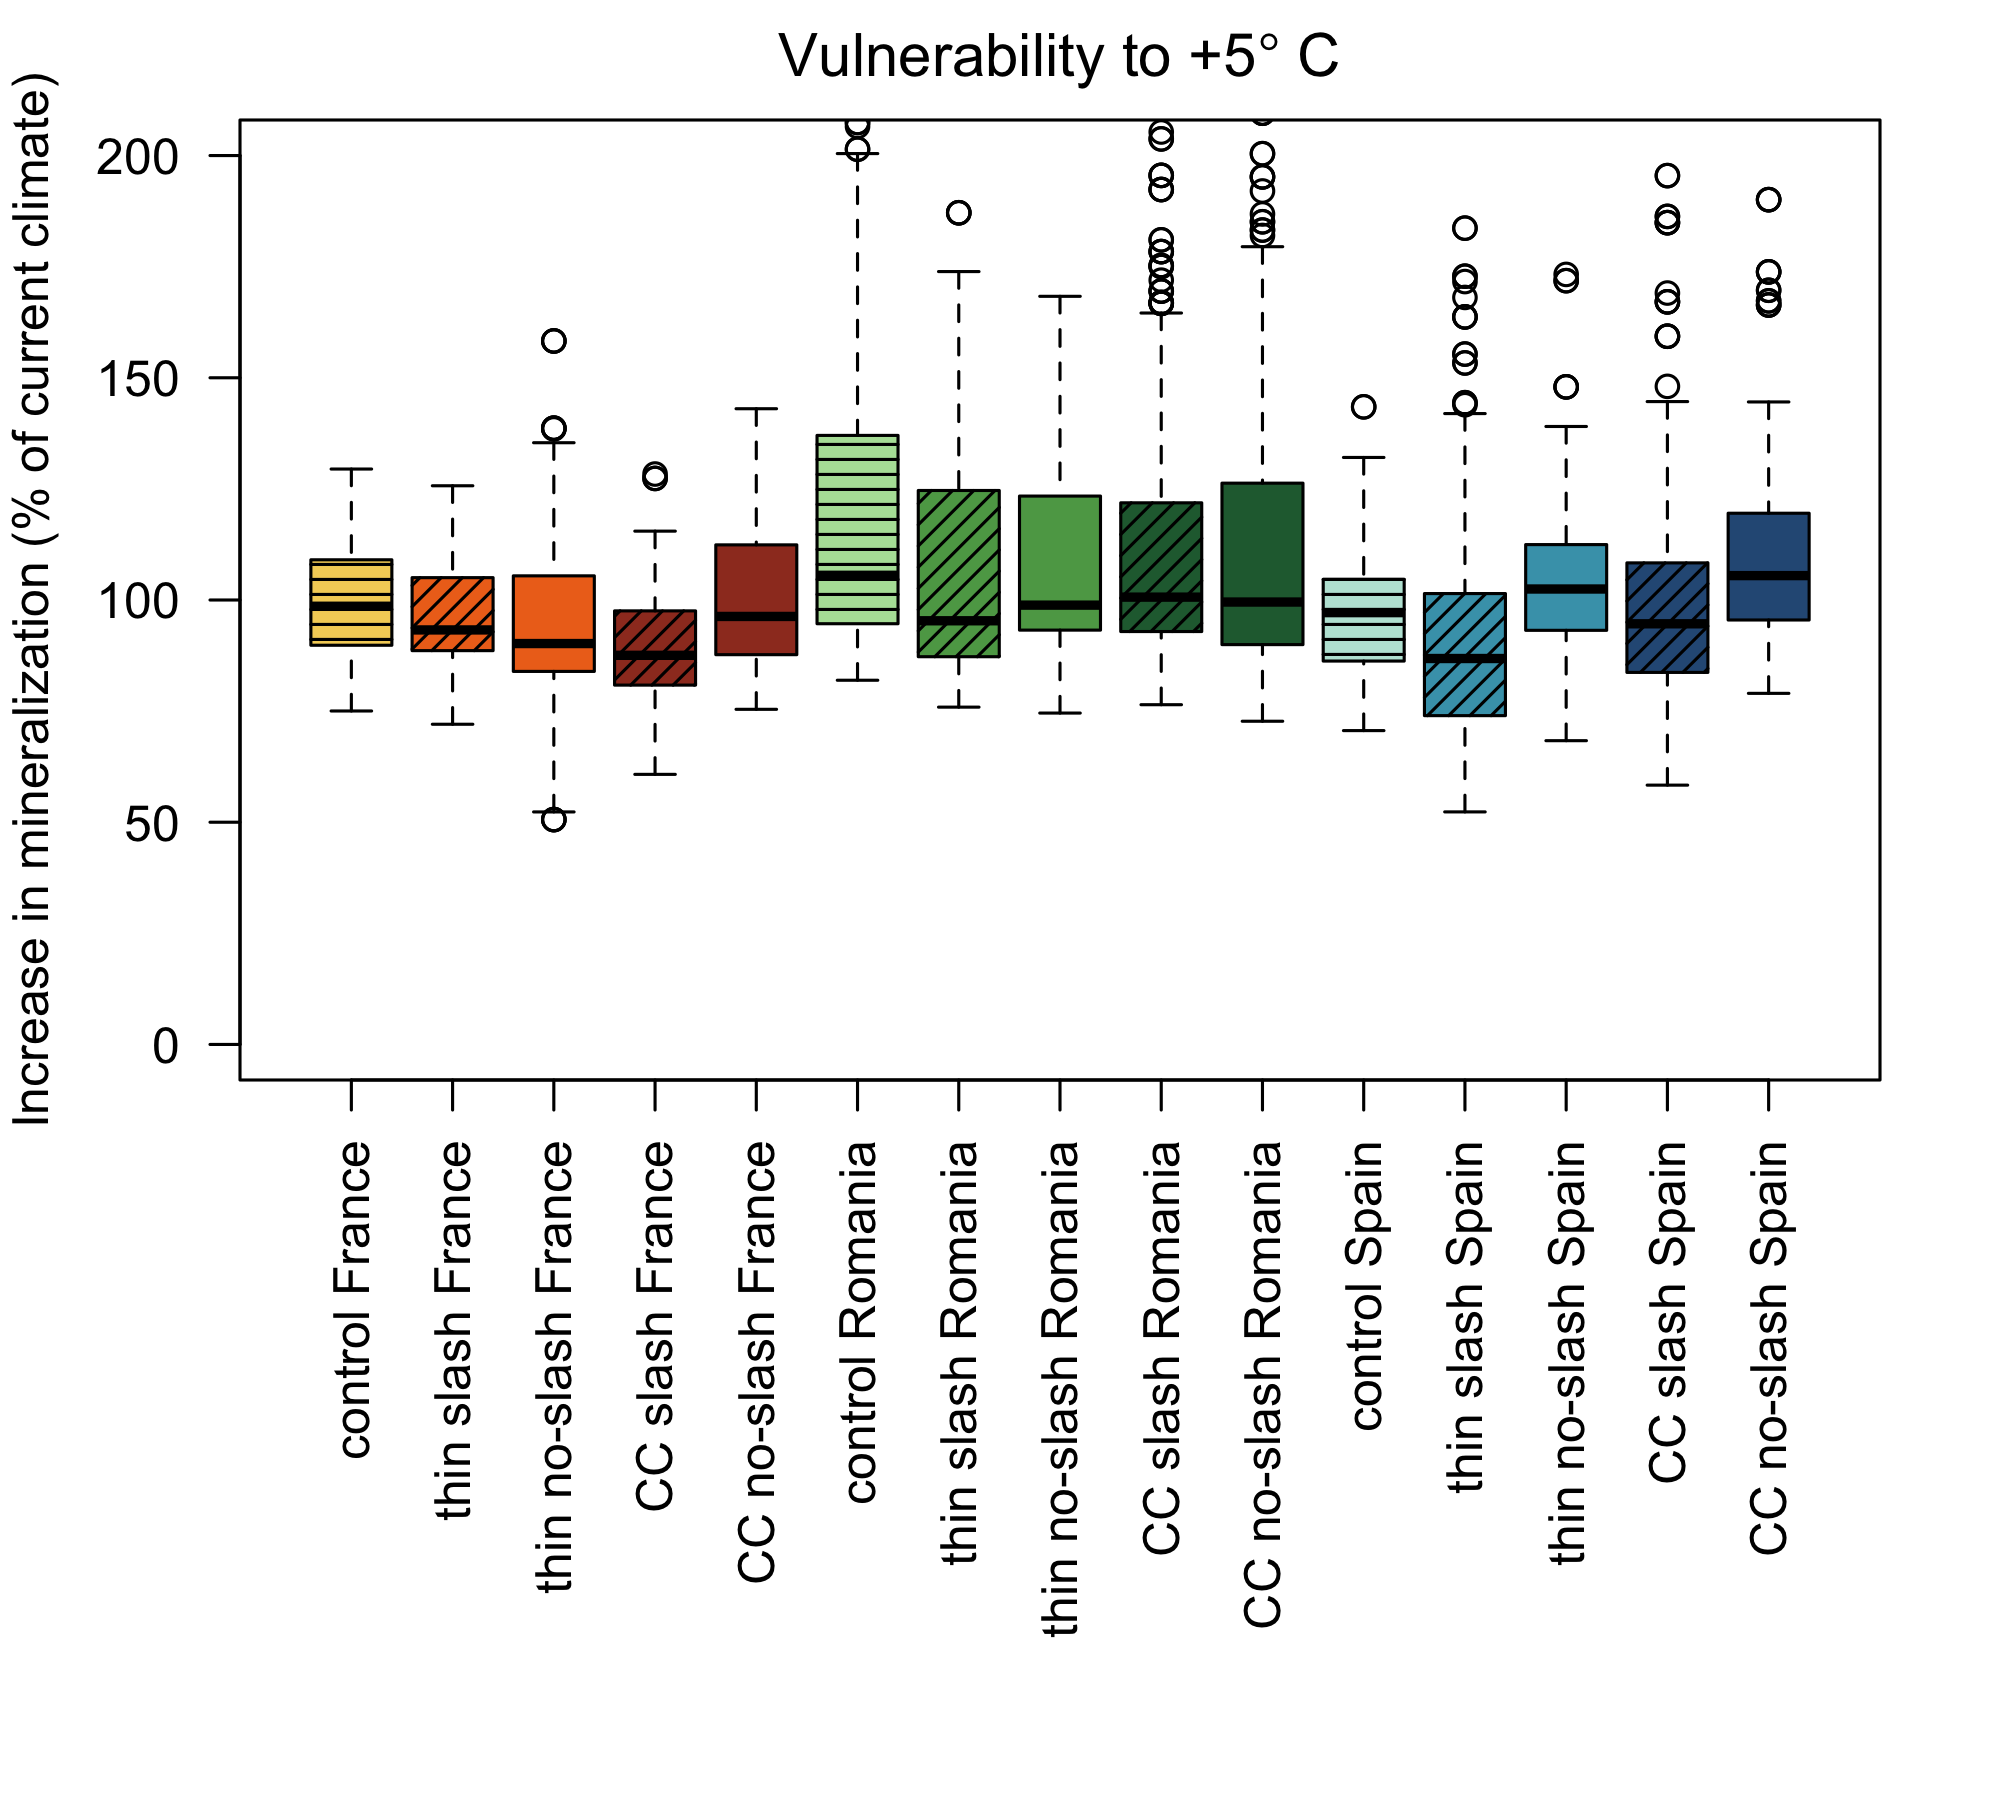 Vulnerability to +5° C
Increase in mineralization (% of current climate)
200
150
100
50
0
control France
thin slash France
thin no-slash France
CC slash France
CC no-slash France
control Romania
thin slash Romania
thin no-slash Romania
CC slash Romania
CC no-slash Romania
control Spain
thin slash Spain
thin no-slash Spain
CC slash Spain
CC no-slash Spain